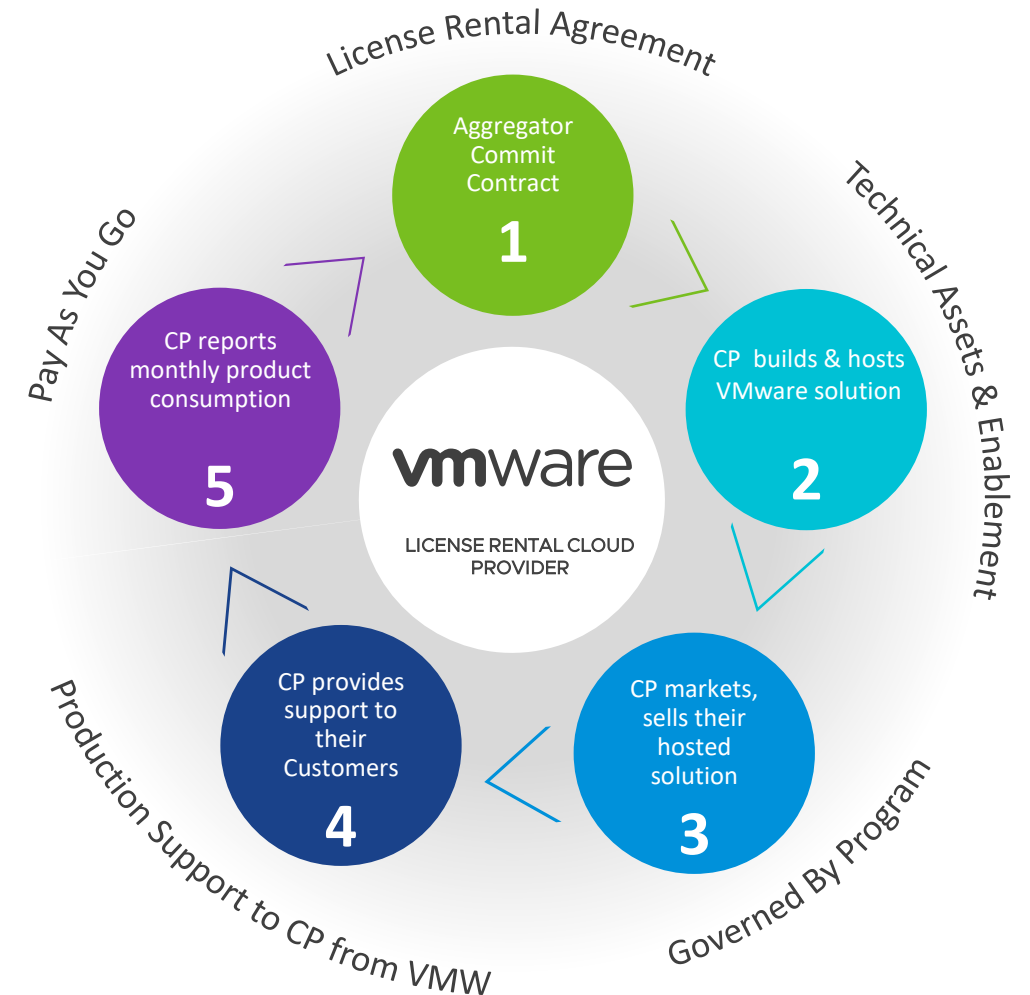 License Rental Agreement
Aggregator
Commit
Contract
1
Technical Assets & Enablement
CP builds & hosts
VMware solution
2
Governed By Program
CP markets,
sells their
hosted
solution
3
Production Support to CP from VMW
CP provides
support to
their
Customers
4
Pay As You Go
CP reports
monthly product
consumption
5
vmware
LICENSE RENTAL CLOUD
PROVIDER